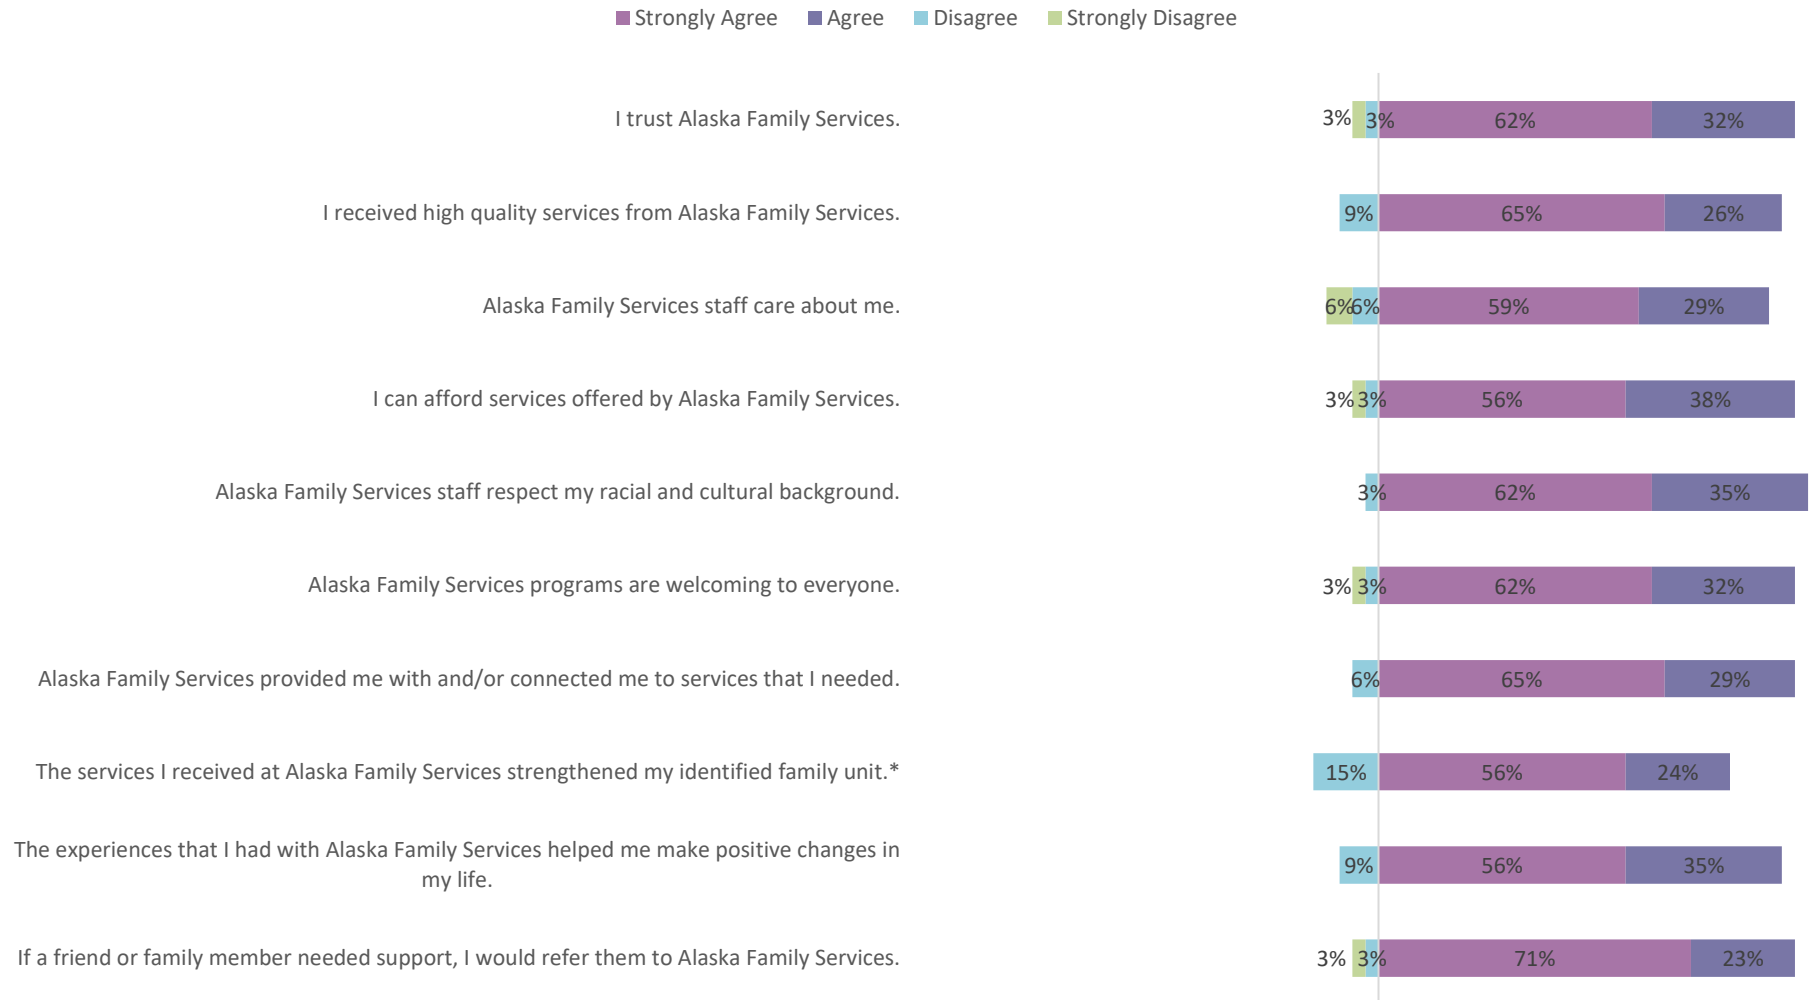 Strongly Agree Agree Disagree Strongly Disagree
I trust Alaska Family Services.
3% 3% 62% 32%
I received high quality services from Alaska Family Services.
9% 65% 26%
Alaska Family Services staff care about me.
6% 6% 59% 29%
I can afford services offered by Alaska Family Services.
3% 3% 56% 38%
Alaska Family Services staff respect my racial and cultural background.
3% 62% 35%
Alaska Family Services programs are welcoming to everyone.
3% 3% 62% 32%
Alaska Family Services provided me with and/or connected me to services that I needed.
6% 65% 29%
The services I received at Alaska Family Services strengthened my identified family unit.*
15% 56% 24%
The experiences that I had with Alaska Family Services helped me make positive changes in
my life.
9% 56% 35%
If a friend or family member needed support, I would refer them to Alaska Family Services.
3% 3% 71% 23%